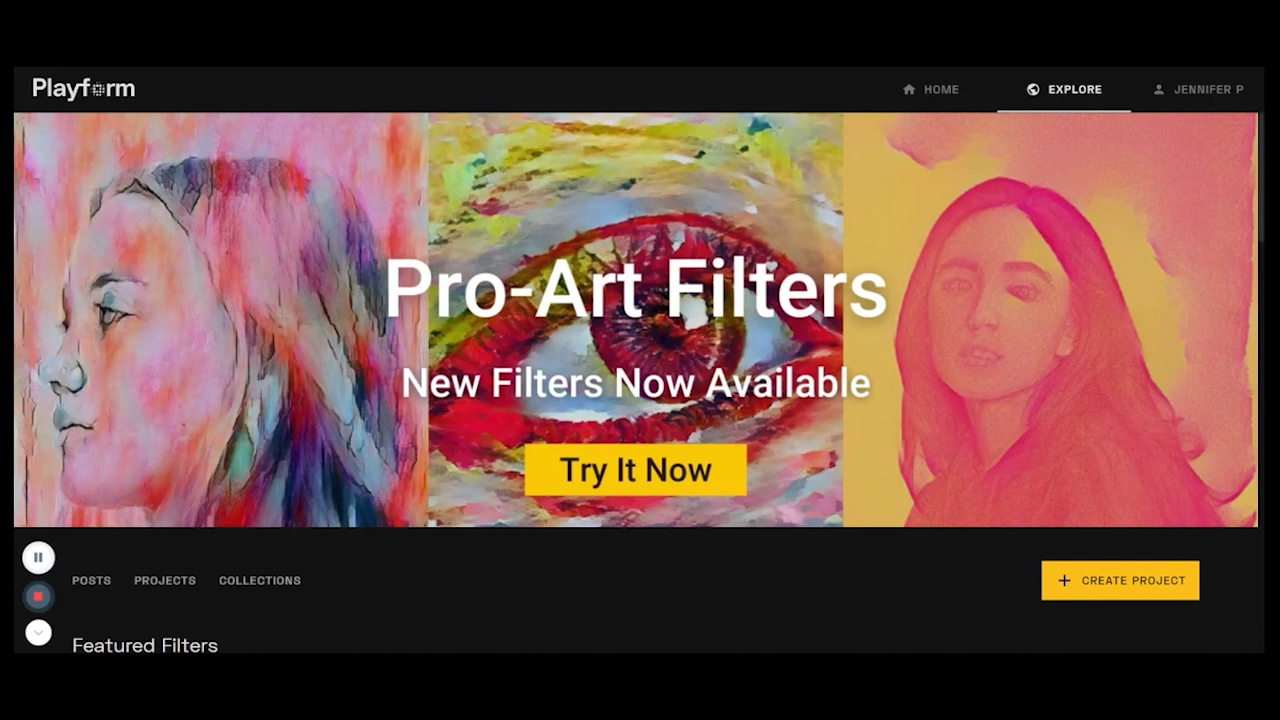 Playform
HOME
EXPLORE
JENNIFER P
Pro-Art Filters
New Filters Now Available
Try It Now
POSTS
PROJECTS
COLLECTIONS
+ CREATE PROJECT
Featured Filters